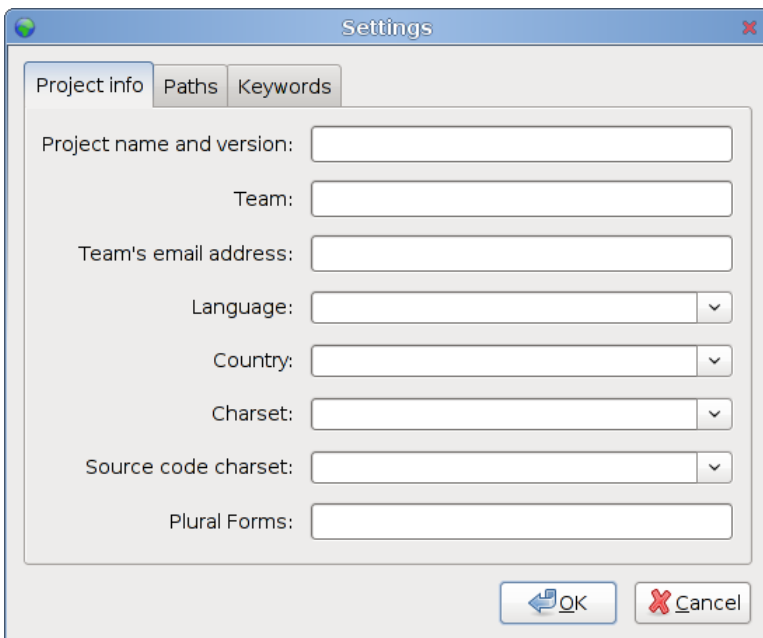 Settings
Project info Paths Keywords
Project name and version:
Team:
Team's email address:
Language:
Country:
Charset:
Source code charset:
Plural Forms:
OK Cancel